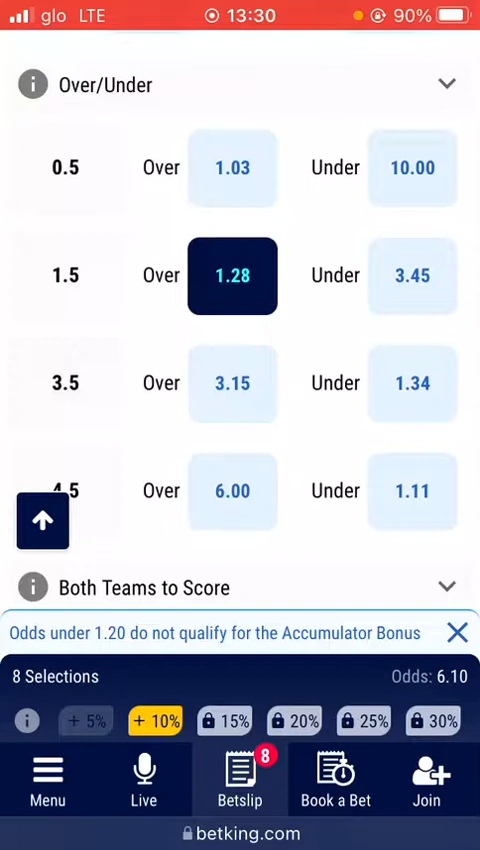 glo LTE 13:30 90%
i Over/Under
0.5 Over 1.03 Under 10.00
1.5 Over 1.28 Under 3.45
3.5 Over 3.15 Under 1.34
4.5 Over 6.00 Under 1.11
i Both Teams to Score
Odds under 1.20 do not qualify for the Accumulator Bonus
8 Selections Odds: 6.10
i + 5% + 10% 15% 20% 25% 30%
8
Menu Live Betslip Book a Bet Join
betking.com